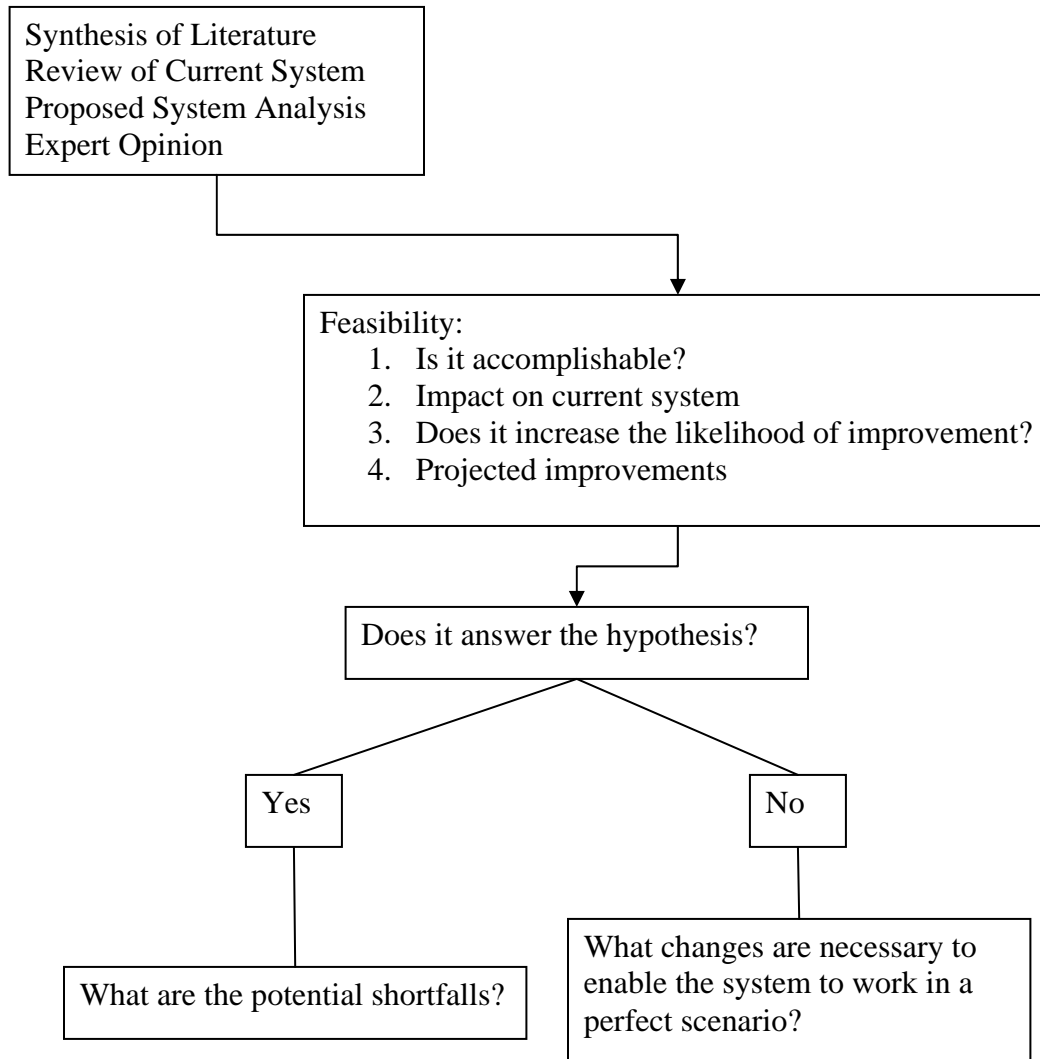 Synthesis of Literature
Review of Current System
Proposed System Analysis
Expert Opinion
Feasibility:
1. Is it accomplishable?
2. Impact on current system
3. Does it increase the likelihood of improvement?
4. Projected improvements
Does it answer the hypothesis?
Yes
No
What are the potential shortfalls?
What changes are necessary to
enable the system to work in a
perfect scenario?